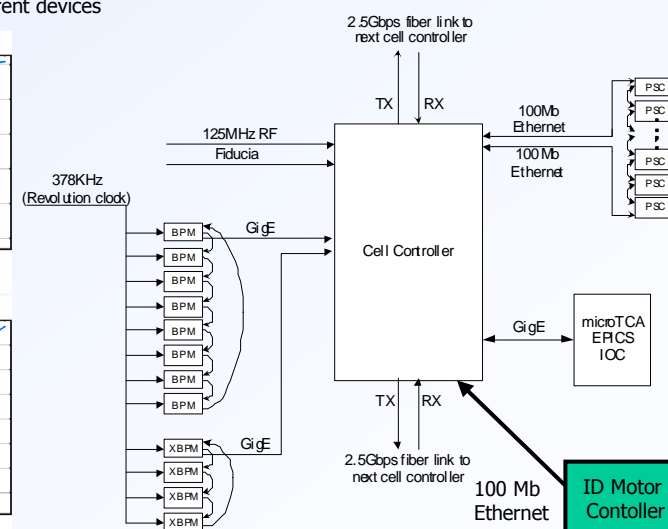 rent devices
2.5Gbps fiber link to
next cell controller
TX
RX
100Mb
Ethernet
100 Mb
Ethernet
PSC
PSC
PSC
PSC
PSC
125MHz RF
Fiducia
378KHz
(Revolution clock)
BPM
BPM
BPM
BPM
BPM
BPM
BPM
BPM
GigE
Cell Controller
GigE
microTCA
EPICS
IOC
XBPM
XBPM
XBPM
XBPM
GigE
TX
RX
2.5Gbps fiber link to
next cell controller
100 Mb
Ethernet
ID Motor
Contoller